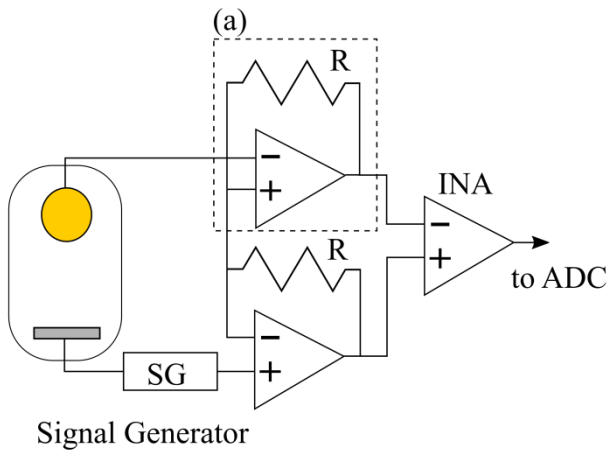 (a)
R
−
+
INA
−
+
to ADC
R
−
+
SG
Signal Generator